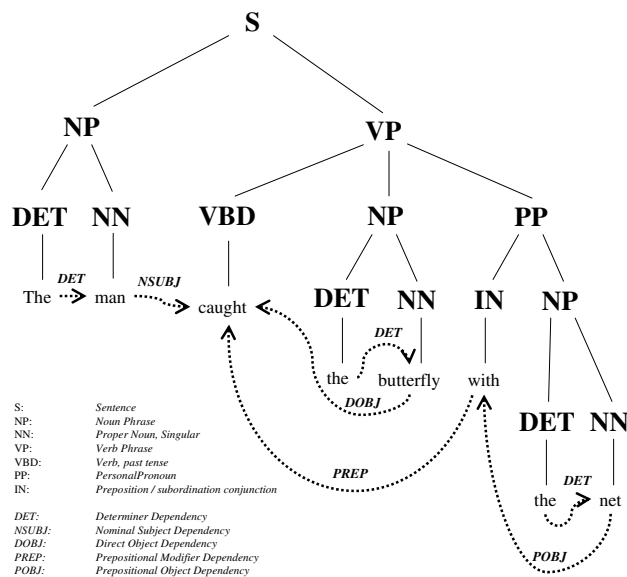 S
NP VP
DET NN VBD NP PP
DET NSUBJ
The man caught DET NN IN NP
DET
the butterfly with
DOBJ
DET NN
PREP
DET
the net
POBJ
S: Sentence
NP: Noun Phrase
NN: Proper Noun, Singular
VP: Verb Phrase
VBD: Verb, past tense
PP: PersonalPronoun
IN: Preposition / subordination conjunction
DET: Determiner Dependency
NSUBJ: Nominal Subject Dependency
DOBJ: Direct Object Dependency
PREP: Prepositional Modifier Dependency
POBJ: Prepositional Object Dependency